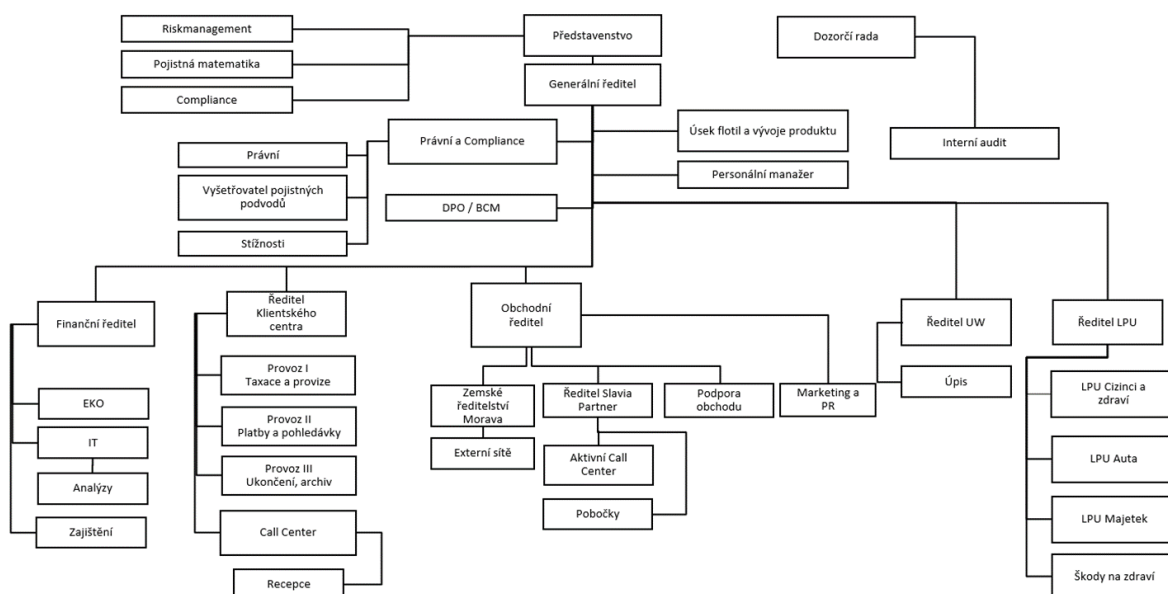 Riskmanagement
Představenstvo
Dozorčí rada
Pojistná matematika
Generální ředitel
Compliance
Právní a Compliance
Úsek flotil a vývoje produktu
Interní audit
Právní
Personální manažer
Vyšetřovatel pojistných
podvodů
DPO / BCM
Stížnosti
Finanční ředitel
Ředitel
Klientského
centra
Obchodní
ředitel
Ředitel UW
Ředitel LPU
Provoz I
Taxace a provize
Zemské
ředitelství
Morava
Ředitel Slavia
Partner
Podpora
obchodu
Marketing a
PR
Úpis
LPU Cizinci a
zdraví
EKO
Provoz II
Platby a pohledávky
IT
Externí sítě
Aktivní Call
Center
LPU Auta
Provoz III
Ukončení, archiv
Analýzy
Pobočky
LPU Majetek
Zajištění
Call Center
Recepce
Škody na zdraví